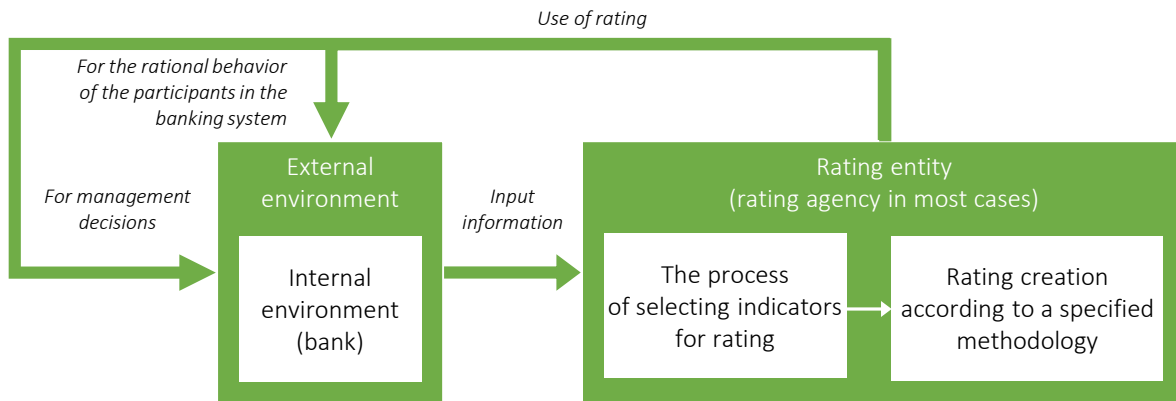 Use of rating
For the rational behavior
of the participants in the
banking system
External
environment
Rating entity
(rating agency in most cases)
For management
decisions
Input
information
Internal
environment
(bank)
The process
of selecting indicators
for rating
Rating creation
according to a specified
methodology